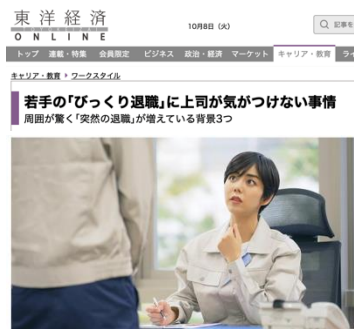 東洋経済
ONLINE
10月8日（火）
記事を
トップ 連載・特集 会員限定 ビジネス 政治・経済 マーケット キャリア・教育 ライ
キャリア・教育 ワークスタイル
若手の「びっくり退職」に上司が気がつけない事情
周囲が驚く「突然の退職」が増えている背景3つ